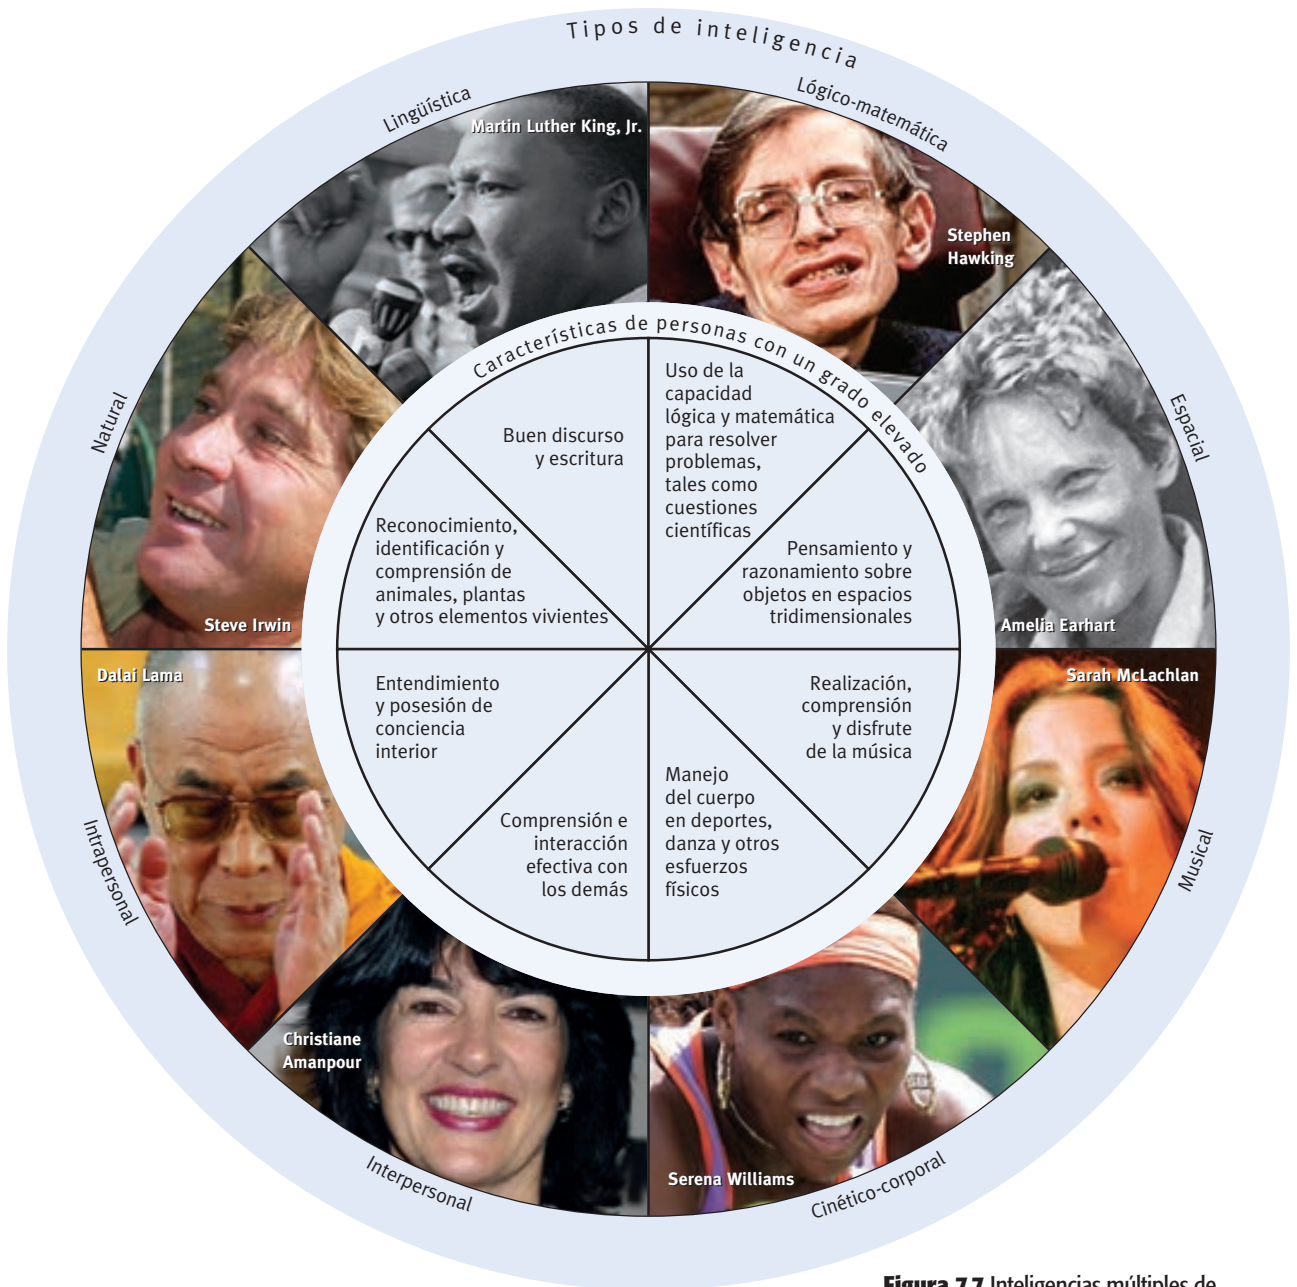 Tipos de inteligencia
Lingüística
Martin Luther King, Jr.
Lógico-matemática
Stephen
Hawking
Espacial
Amelia Earhart
Musical
Sarah McLachlan
Cinético-corporal
Serena Williams
Interpersonal
Christiane
Amanpour
Intrapersonal
Dalai Lama
Natural
Steve Irwin
Características de personas con un grado elevado
Buen discurso
y escritura
Uso de la
capacidad
lógica y matemática
para resolver
problemas,
tales como
cuestiones
científicas
Pensamiento y
razonamiento sobre
objetos en espacios
tridimensionales
Realización,
comprensión
y disfrute
de la música
Manejo
del cuerpo
en deportes,
danza y otros
esfuerzos
físicos
Comprensión e
interacción
efectiva con
los demás
Entendimiento
y posesión de
conciencia
interior
Reconocimiento,
identificación y
comprensión de
animales, plantas
y otros elementos vivientes
Figura 7.7 Inteligencias múltiples de